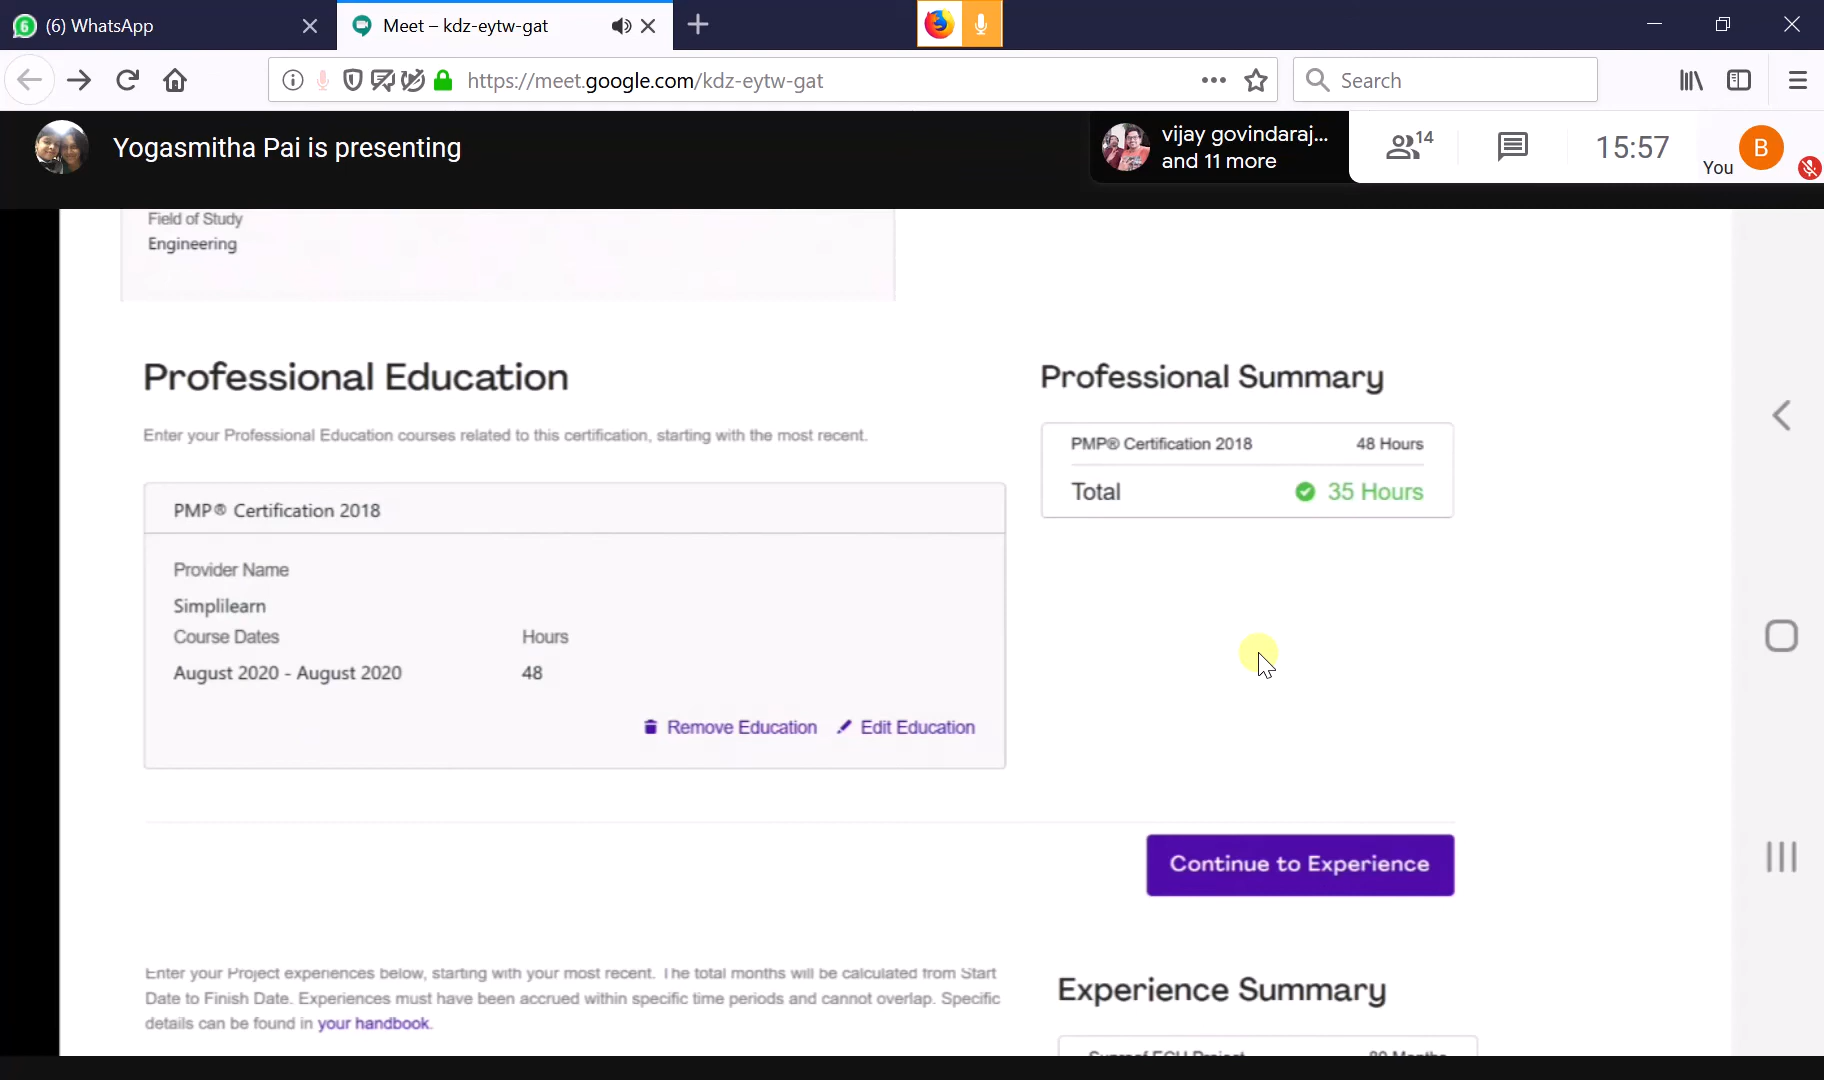 (6) WhatsApp
Meet – kdz-eytw-gat
https://meet.google.com/kdz-eytw-gat
Search
Yogasmitha Pai is presenting
vijay govindaraj...
and 11 more
14
15:57
You
B
Field of Study
Engineering
Professional Education
Professional Summary
Enter your Professional Education courses related to this certification, starting with the most recent.
PMP® Certification 2018 48 Hours
Total 35 Hours
PMP® Certification 2018
Provider Name
Simplilearn
Course Dates Hours
August 2020 - August 2020 48
Remove Education Edit Education
Continue to Experience
Enter your Project experiences below, starting with your most recent. The total months will be calculated from Start
Date to Finish Date. Experiences must have been accrued within specific time periods and cannot overlap. Specific
details can be found in your handbook.
Experience Summary